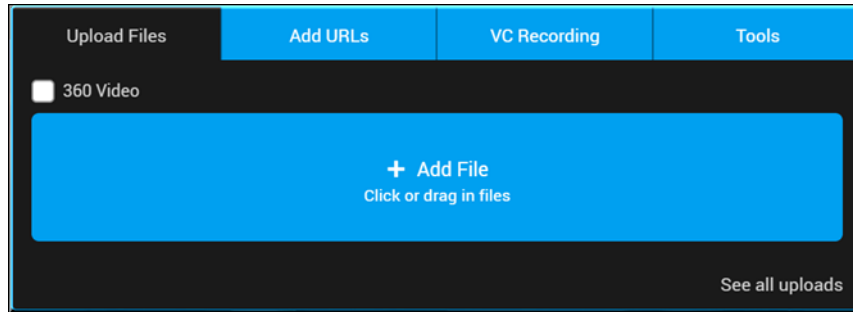 Upload Files Add URLs VC Recording Tools
360 Video
+ Add File
Click or drag in files
See all uploads